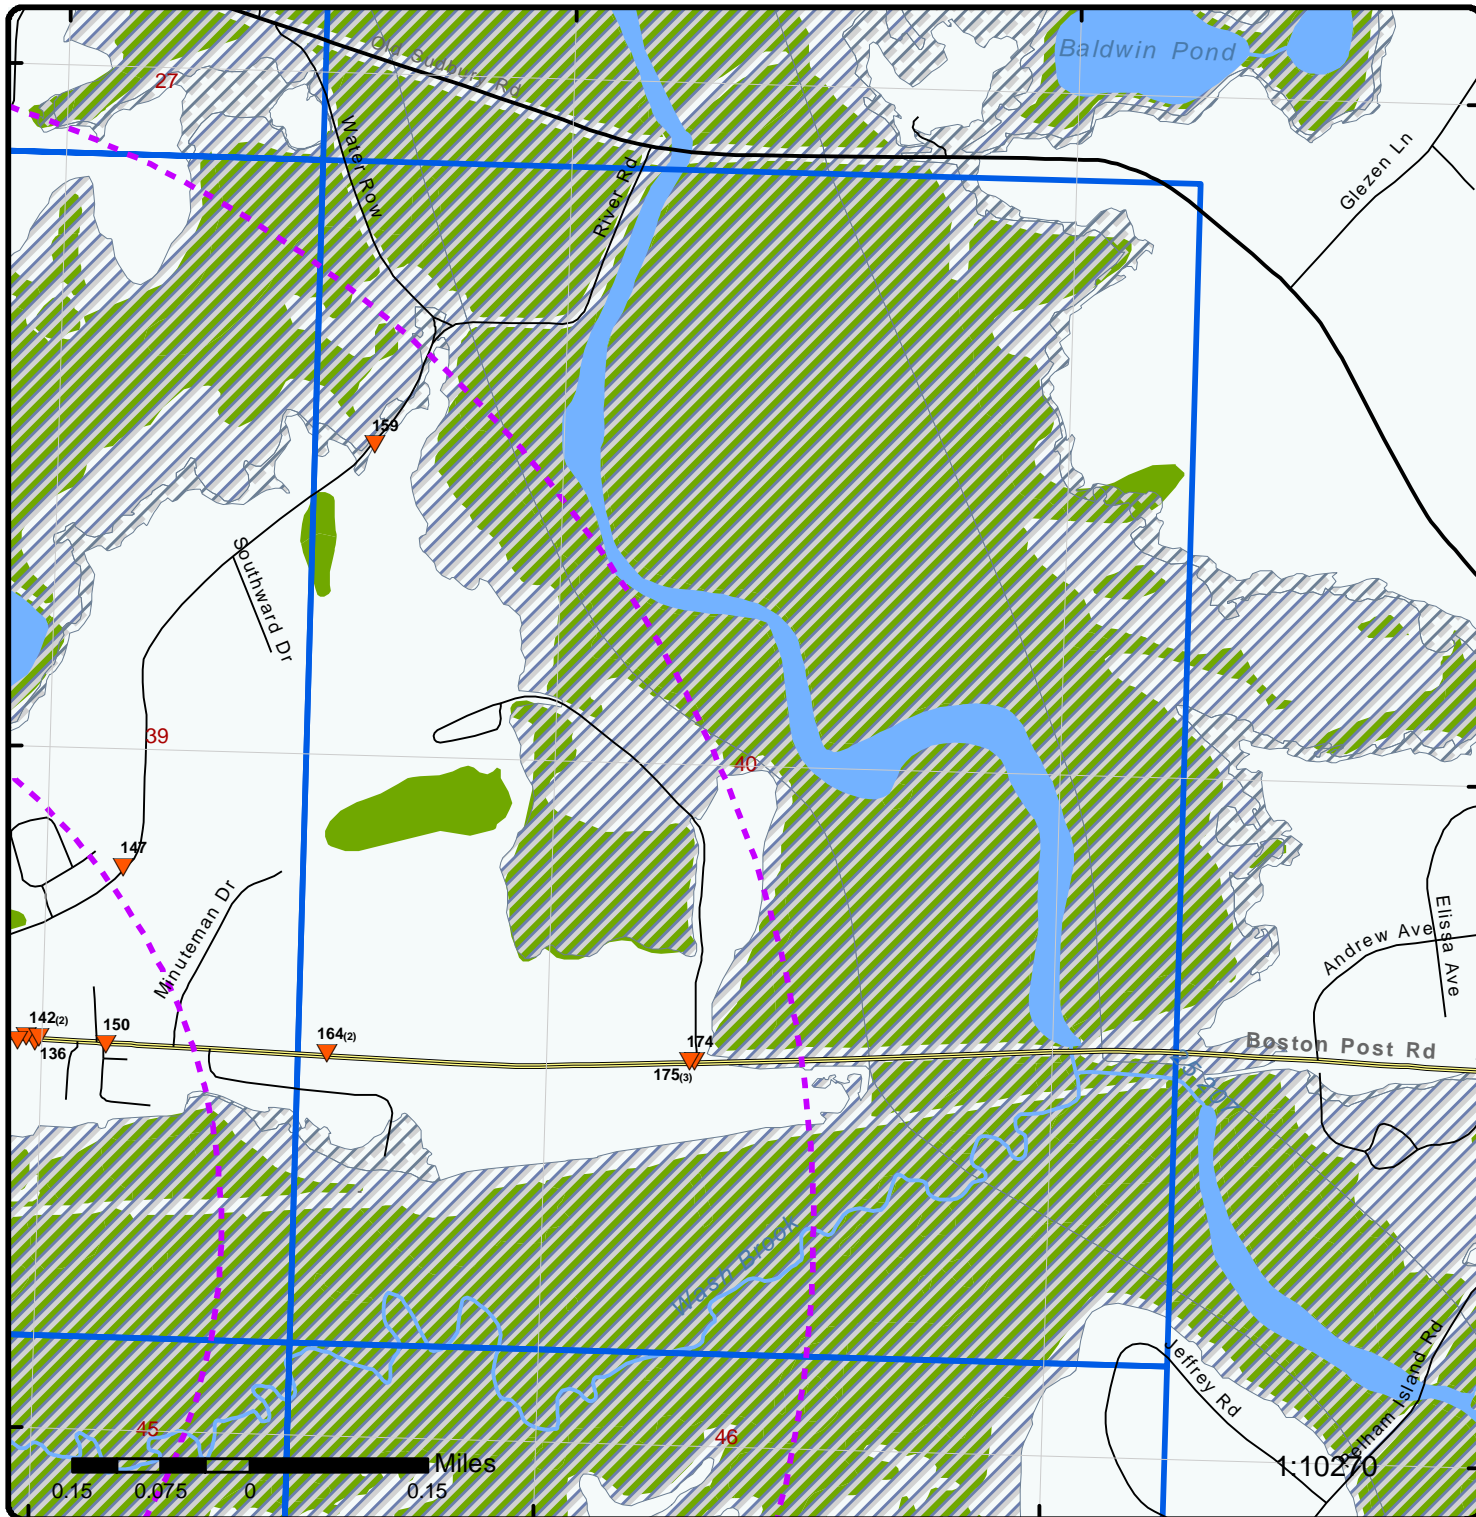 Old Sudbury Rd
Baldwin Pond
27
Water Row
River Rd
Glezen Ln
159
Southward Dr
39
40
147
Minuteman Dr
Elissa Ave
Andrew Ave
142(2)
136
150
164(2)
174
175(3)
Boston Post Rd
Wash Brook
Jeffrey Rd
Pelham Island Rd
45
46
Miles
0.15 0.075 0 0.15
1:10270